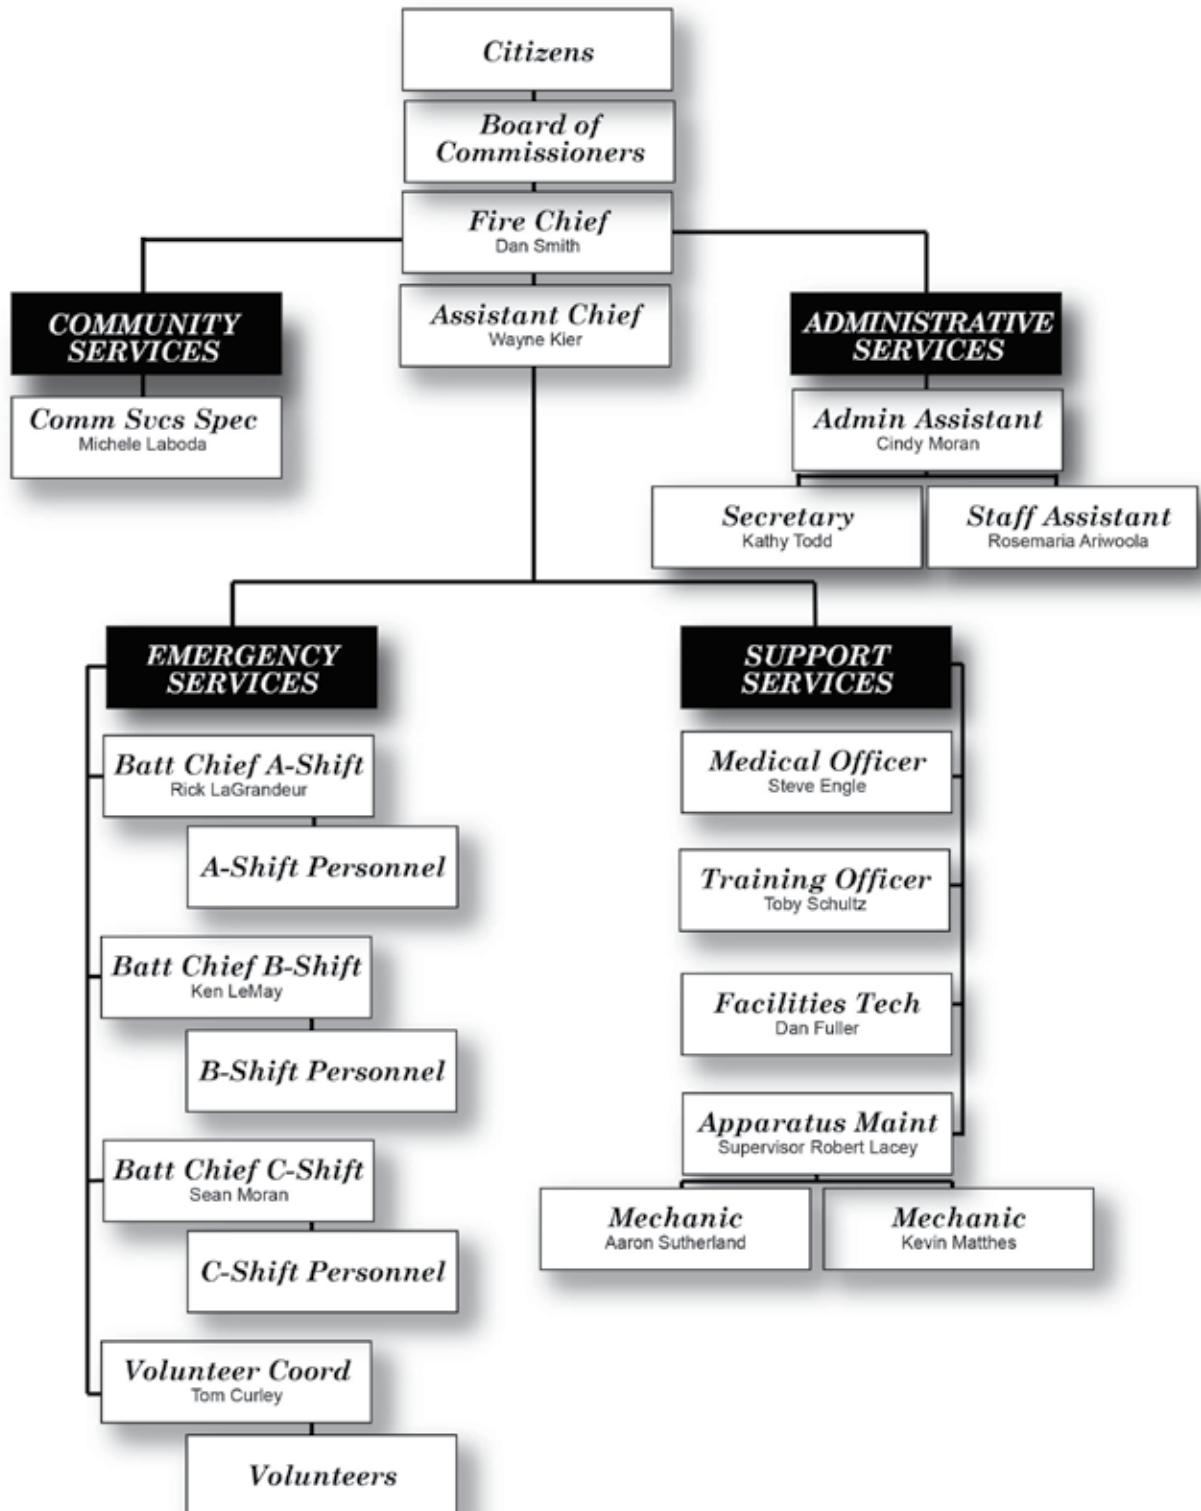 Citizens
Board of
Commissioners
Fire Chief
Dan Smith
Assistant Chief
Wayne Kier
COMMUNITY
SERVICES
Comm Svcs Spec
Michele Laboda
ADMINISTRATIVE
SERVICES
Admin Assistant
Cindy Moran
Secretary
Kathy Todd
Staff Assistant
Rosemaria Ariwoola
EMERGENCY
SERVICES
Batt Chief A-Shift
Rick LaGrandeur
A-Shift Personnel
Batt Chief B-Shift
Ken LeMay
B-Shift Personnel
Batt Chief C-Shift
Sean Moran
C-Shift Personnel
Volunteer Coord
Tom Curley
Volunteers
SUPPORT
SERVICES
Medical Officer
Steve Engle
Training Officer
Toby Schultz
Facilities Tech
Dan Fuller
Apparatus Maint
Supervisor Robert Lacey
Mechanic
Aaron Sutherland
Mechanic
Kevin Matthes